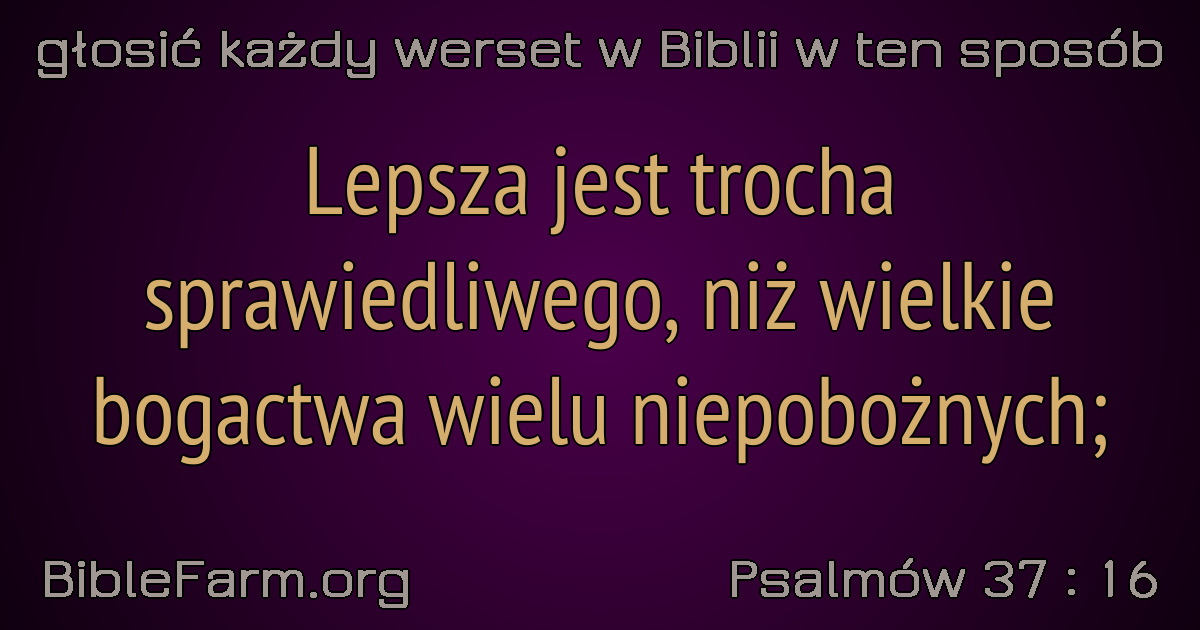 głosić każdy werset w Biblii w ten sposób
Lepsza jest trocha
sprawiedliwego, niż wielkie
bogactwa wielu niepobożnych;
BibleFarm.org
Psalmów 37 : 16